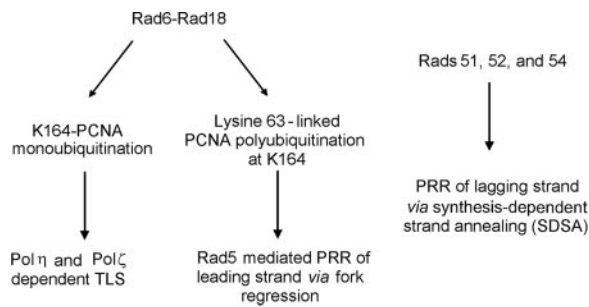 Rad6-Rad18
K164-PCNA
monoubiquitination
Polη and Polζ
dependent TLS
Lysine 63-linked
PCNA polyubiquitination
at K164
Rad5 mediated PRR of
leading strand via fork
regression
Rads 51, 52, and 54
PRR of lagging strand
via synthesis-dependent
strand annealing (SDSA)